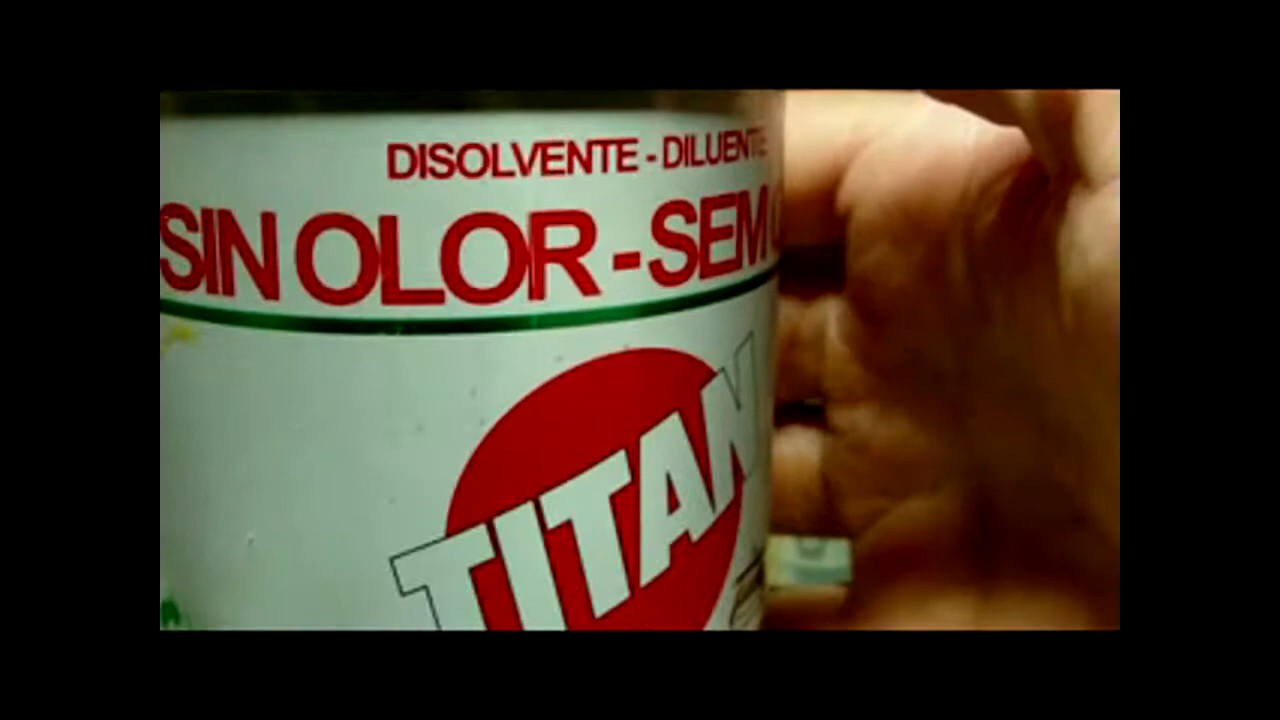 DISOLVENTE - DILUENTE
SIN OLOR - SEM
TITAN